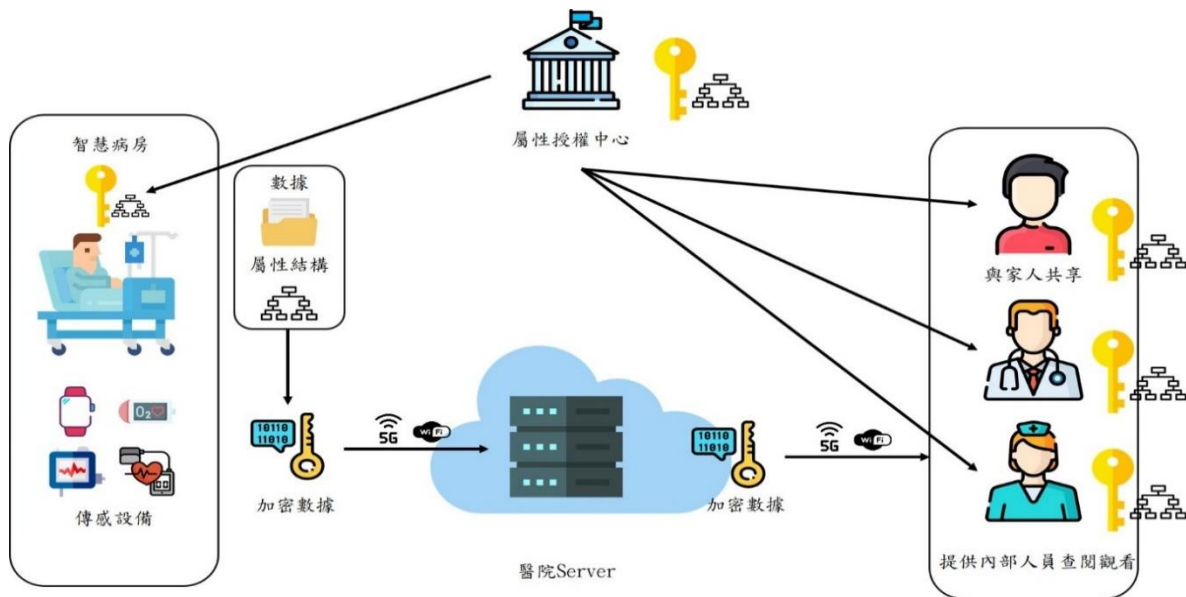 屬性授權中心
智慧病房
數據
屬性結構
傳感設備
10110
11010
加密數據
5G
WiFi
醫院Server
10110
11010
加密數據
5G
WiFi
與家人共享
提供內部人員查閱觀看
O2